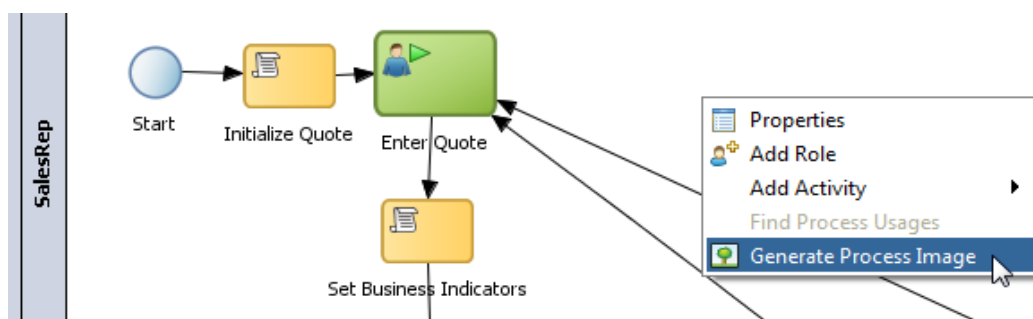 SalesRep
Start
Initialize Quote
Enter Quote
Set Business Indicators
Properties
Add Role
Add Activity
Find Process Usages
Generate Process Image